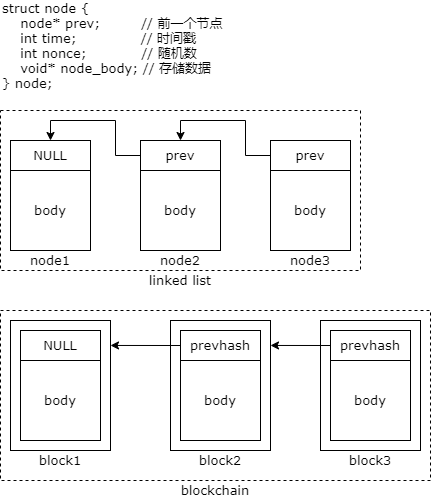 struct node {
node* prev; // 前一个节点
int time; // 时间戳
int nonce; // 随机数
void* node_body; // 存储数据
} node;
NULL prev prev
body body body
node1 node2 node3
linked list
NULL prevhash prevhash
body body body
block1 block2 block3
blockchain